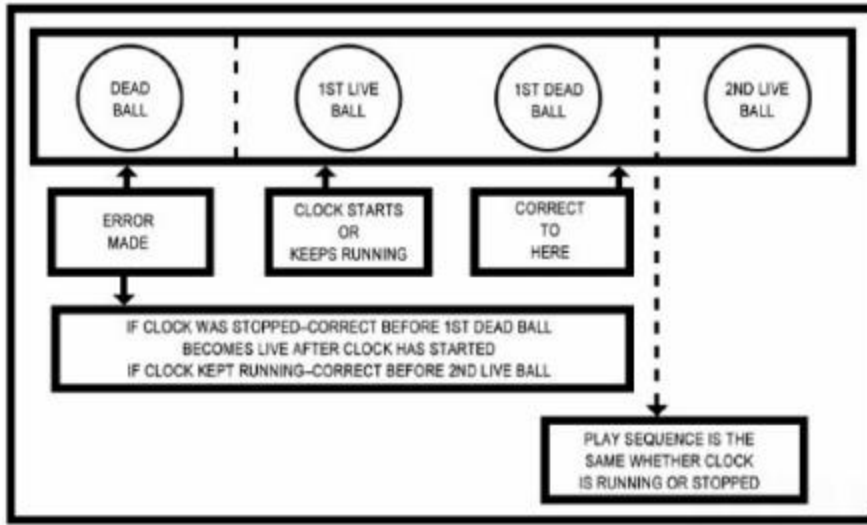 DEAD
BALL
1ST LIVE
BALL
1ST DEAD
BALL
2ND LIVE
BALL
ERROR
MADE
CLOCK STARTS
OR
KEEPS RUNNING
CORRECT
TO
HERE
IF CLOCK WAS STOPPED–CORRECT BEFORE 1ST DEAD BALL
BECOMES LIVE AFTER CLOCK HAS STARTED
IF CLOCK KEPT RUNNING–CORRECT BEFORE 2ND LIVE BALL
PLAY SEQUENCE IS THE
SAME WHETHER CLOCK
IS RUNNING OR STOPPED